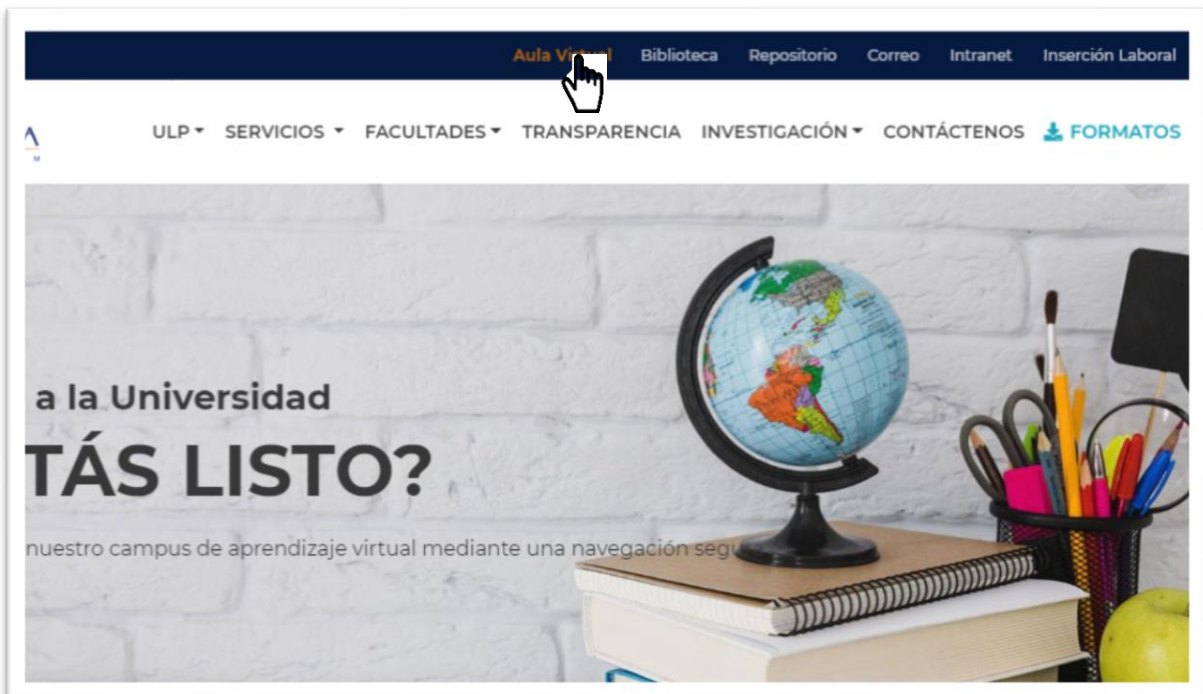 Aula Virtual Biblioteca Repositorio Correo Intranet Inserción Laboral
ULP SERVICIOS FACULTADES TRANSPARENCIA INVESTIGACIÓN CONTÁCTENOS FORMATOS
a la Universidad
TÁS LISTO?
nuestro campus de aprendizaje virtual mediante una navegación segu